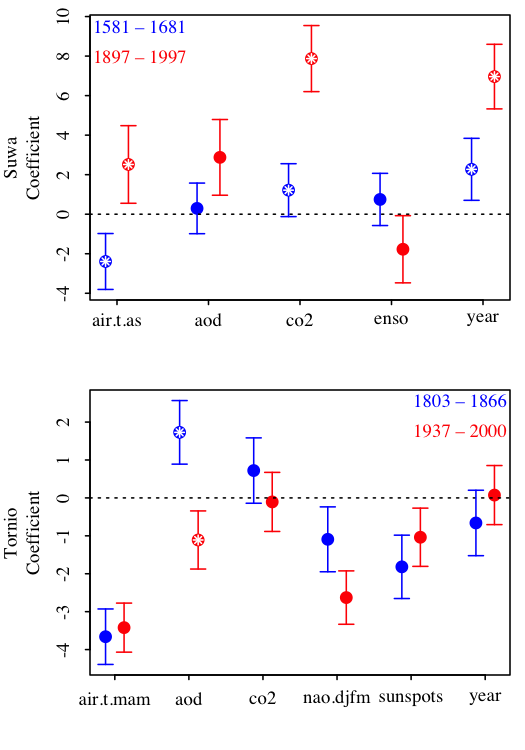 1581 – 1681
1897 – 1997
Suwa
Coefficient
10
8
6
4
2
0
-2
-4
air.t.as aod co2 enso year
1803 – 1866
1937 – 2000
Tornio
Coefficient
2
1
0
-1
-2
-3
-4
air.t.mam aod co2 nao.djfm sunspots year